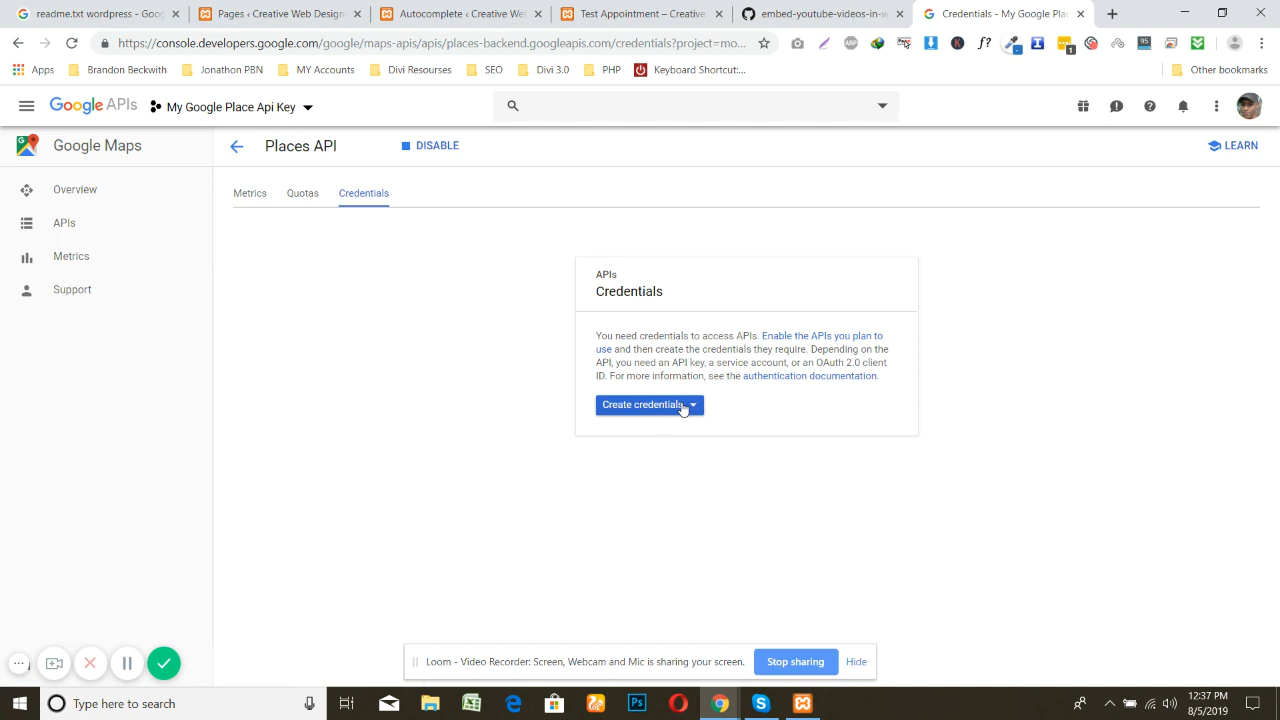 readme.txt wordpress - Goog
Pages ‹ Creative Web Design
Autocomplete ‹ Creative Wel
Test Appointment – Creative
embed-youtube-videos-in-w
Credentials - My Google Pla
https://console.developers.google.com/google/maps-apis/apis/places-backend.googleapis.com/credentials?project=mo...
ABP
f?
1
95
Apps
Brandon Beckwith
Jonathon PBN
MY Accounts
Divi Resourses
SEO
Divi 3.0
PHP
Keyboard Shortcut:...
Other bookmarks
Google APIs
My Google Place Api Key
Google Maps
Places API
DISABLE
LEARN
Overview
APIs
Metrics
Support
Metrics
Quotas
Credentials
APIs
Credentials
You need credentials to access APIs. Enable the APIs you plan to
use and then create the credentials they require. Depending on the
API, you need an API key, a service account, or an OAuth 2.0 client
ID. For more information, see the authentication documentation.
Create credentials
Loom - Video Recorder: Screen, Webcam and Mic is sharing your screen.
Stop sharing
Hide
Type here to search
Ps
12:37 PM
8/5/2019